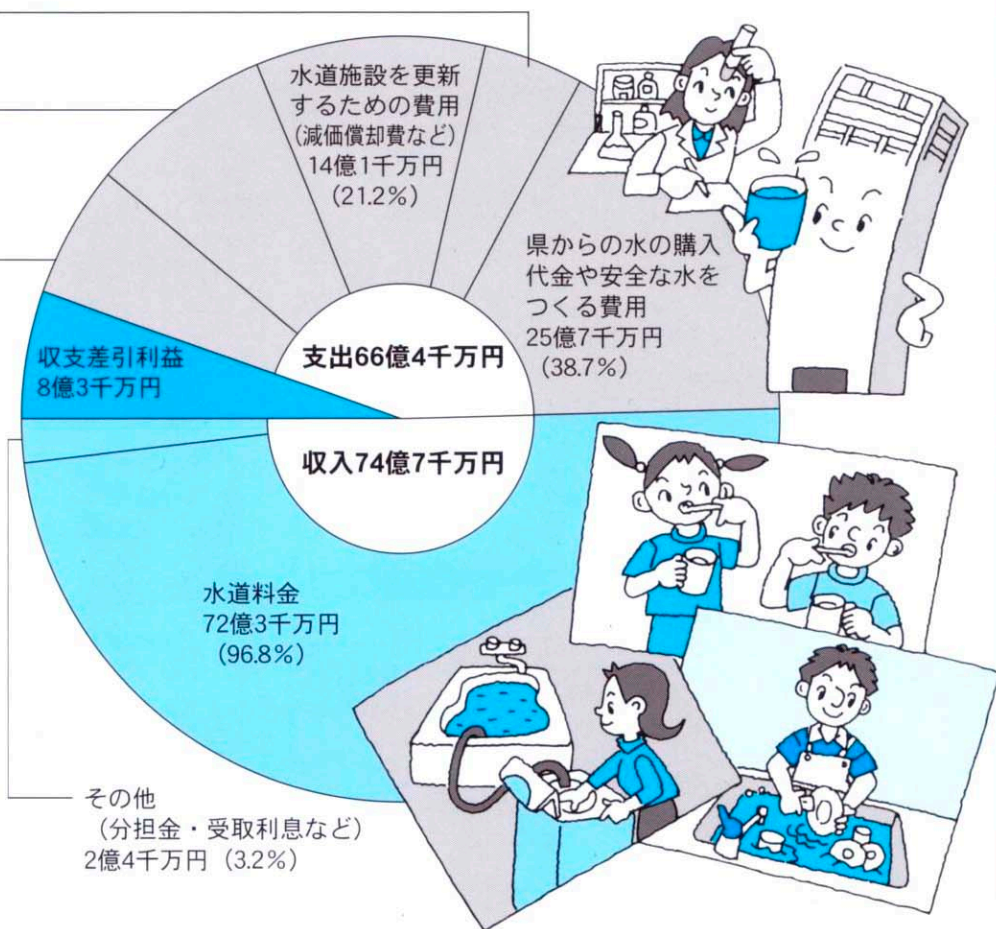 水道施設を更新
するための費用
(減価償却費など)
14億1千万円
(21.2%)
県からの水の購入
代金や安全な水を
つくる費用
25億7千万円
(38.7%)
支出66億4千万円
収支差引利益
8億3千万円
収入74億7千万円
水道料金
72億3千万円
(96.8%)
その他
(分担金・受取利息など)
2億4千万円 (3.2%)